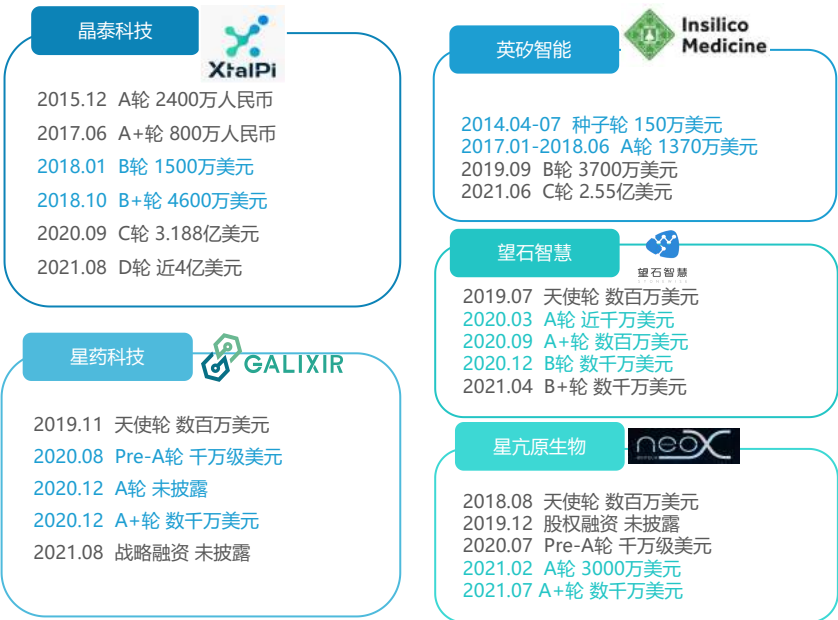 晶泰科技
XtalPi
2015.12 A轮 2400万人民币
2017.06 A+轮 800万人民币
2018.01 B轮 1500万美元
2018.10 B+轮 4600万美元
2020.09 C轮 3.188亿美元
2021.08 D轮 近4亿美元
星药科技
GALIXIR
2019.11 天使轮 数百万美元
2020.08 Pre-A轮 千万级美元
2020.12 A轮 未披露
2020.12 A+轮 数千万美元
2021.08 战略融资 未披露
英矽智能
Insilico
Medicine
2014.04-07 种子轮 150万美元
2017.01-2018.06 A轮 1370万美元
2019.09 B轮 3700万美元
2021.06 C轮 2.55亿美元
望石智慧
望石智慧
2019.07 天使轮 数百万美元
2020.03 A轮 近千万美元
2020.09 A+轮 数百万美元
2020.12 B轮 数千万美元
2021.04 B+轮 数千万美元
星亢原生物
neoX
2018.08 天使轮 数百万美元
2019.12 股权融资 未披露
2020.07 Pre-A轮 千万级美元
2021.02 A轮 3000万美元
2021.07 A+轮 数千万美元